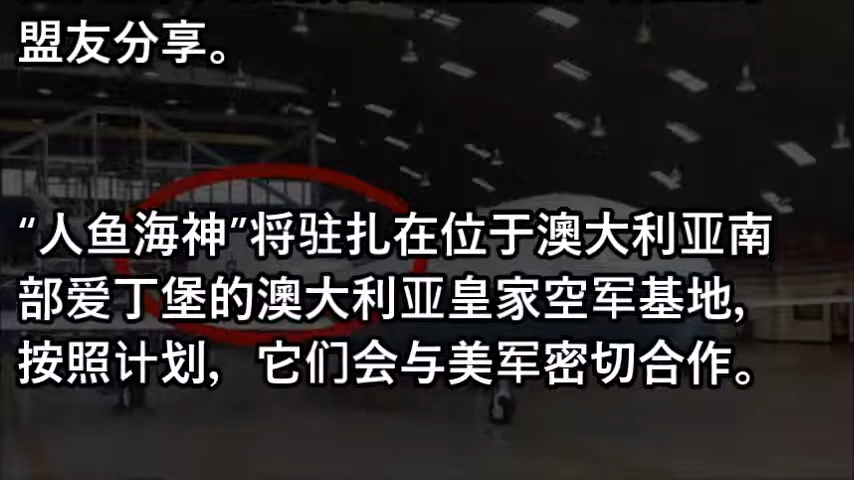 盟友分享。
“人鱼海神”将驻扎在位于澳大利亚南
部爱丁堡的澳大利亚皇家空军基地，
按照计划，它们会与美军密切合作。